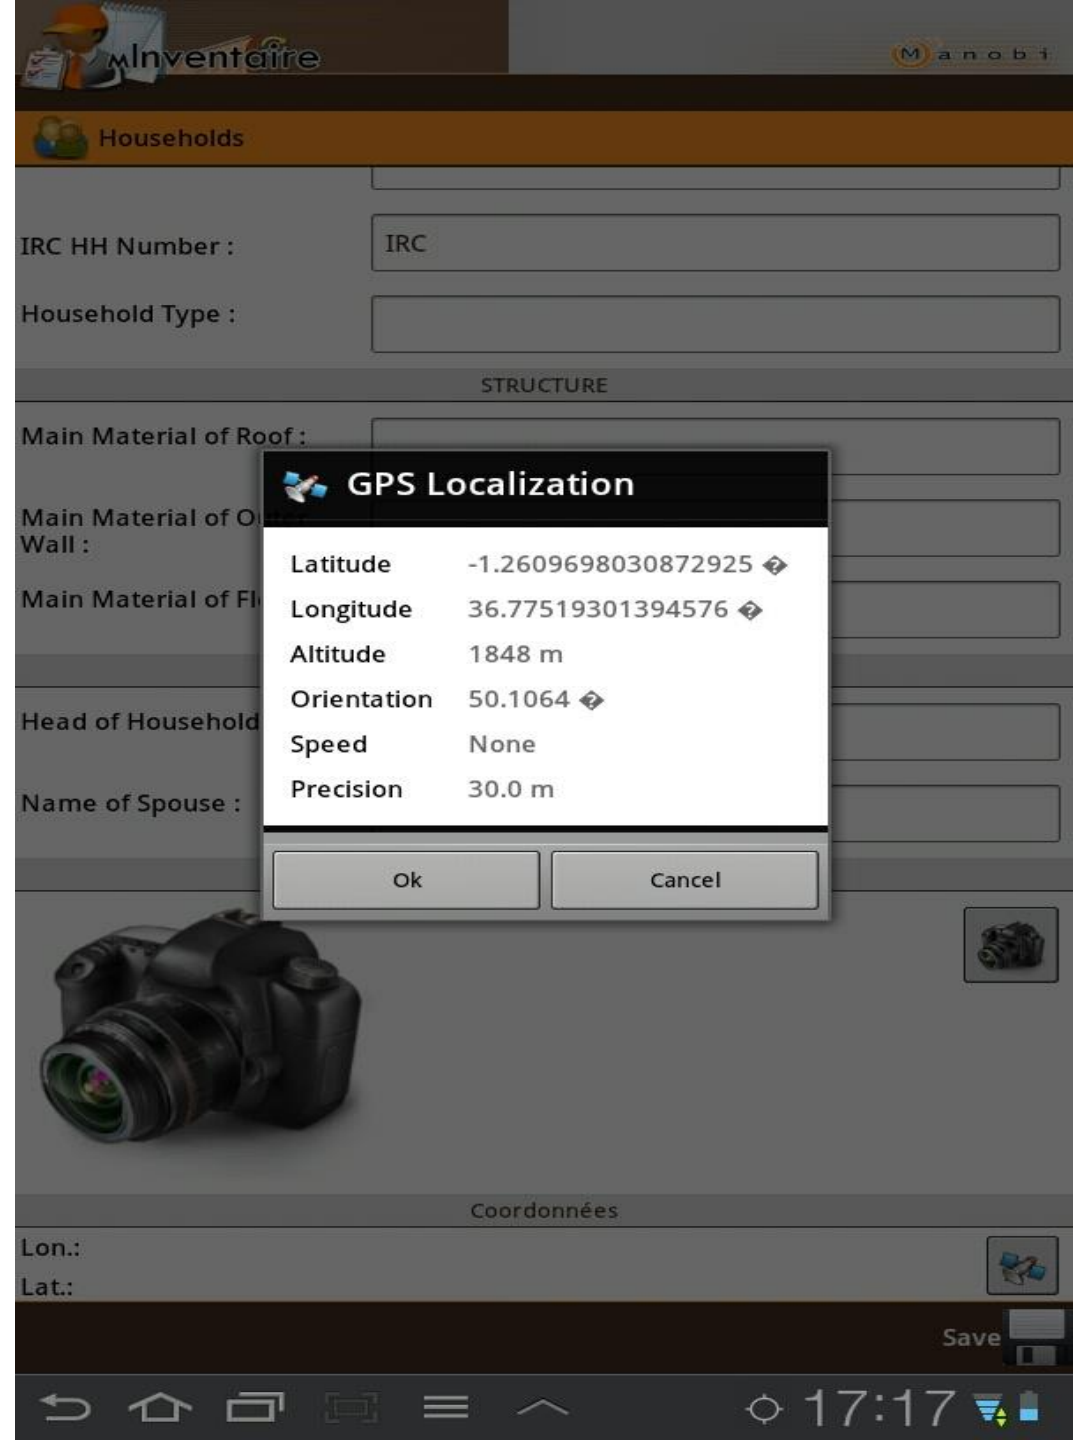 mInventaire
Manobi
Households
IRC HH Number : IRC
Household Type :
STRUCTURE
Main Material of Roof :
GPS Localization
Main Material of
Wall :
Latitude -1.2609698030872925 �
Main Material of
Longitude 36.77519301394576 �
Altitude 1848 m
Orientation 50.1064 �
Head of Household
Speed None
Precision 30.0 m
Name of Spouse :
Ok Cancel
Coordonnées
Lon.:
Lat.:
Save
17:17